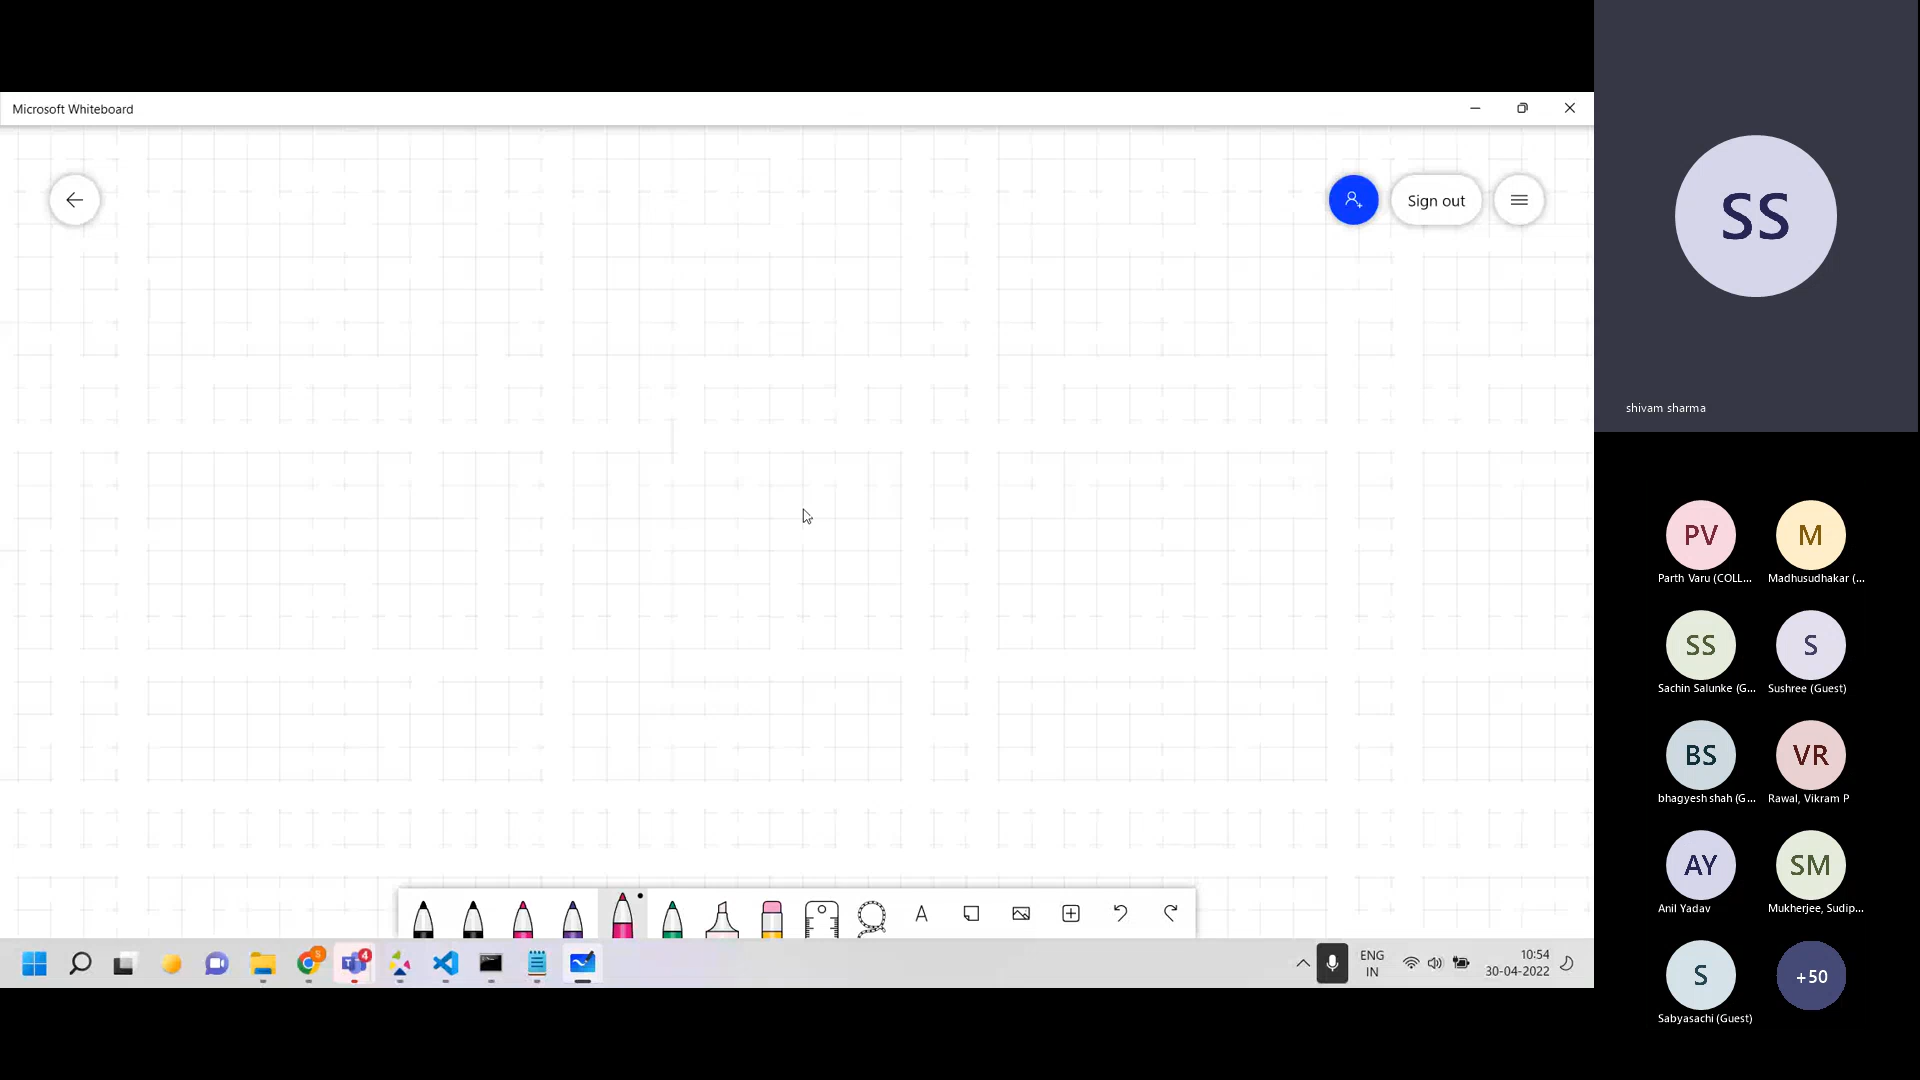 Microsoft Whiteboard
Sign out
SS
shivam sharma
PV
M
Parth Varu (COLL...
Madhusudhakar (...
SS
S
Sachin Salunke (G...
Sushree (Guest)
BS
VR
bhagyesh shah (G...
Rawal, Vikram P
AY
SM
Anil Yadav
Mukherjee, Sudip...
S
+50
Sabyasachi (Guest)
A
S
4
ENG
IN
10:54
30-04-2022